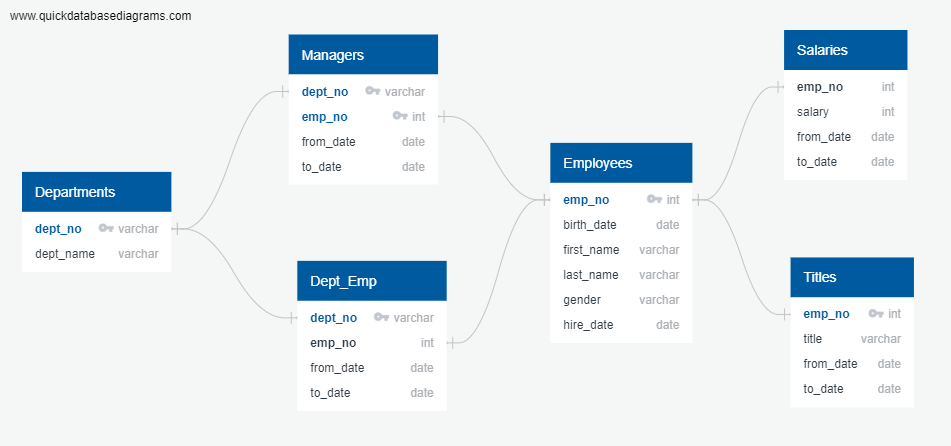 www.quickdatabasediagrams.com
Managers
dept_no varchar
emp_no int
from_date date
to_date date
Departments
dept_no varchar
dept_name varchar
Dept_Emp
dept_no varchar
emp_no int
from_date date
to_date date
Employees
emp_no int
birth_date date
first_name varchar
last_name varchar
gender varchar
hire_date date
Salaries
emp_no int
salary int
from_date date
to_date date
Titles
emp_no int
title varchar
from_date date
to_date date